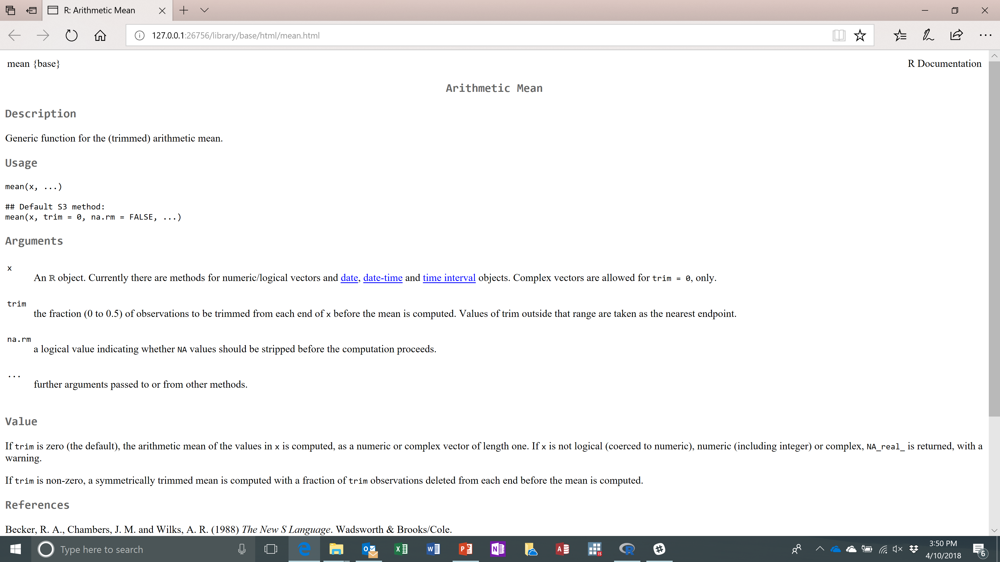 R: Arithmetic Mean
127.0.0.1:26756/library/base/html/mean.html
mean {base}
R Documentation
Arithmetic Mean
Description
Generic function for the (trimmed) arithmetic mean.
Usage
mean(x, ...)
## Default S3 method:
mean(x, trim = 0, na.rm = FALSE, ...)
Arguments
x
An R object. Currently there are methods for numeric/logical vectors and date, date-time and time interval objects. Complex vectors are allowed for trim = 0, only.
trim
the fraction (0 to 0.5) of observations to be trimmed from each end of x before the mean is computed. Values of trim outside that range are taken as the nearest endpoint.
na.rm
a logical value indicating whether NA values should be stripped before the computation proceeds.
...
further arguments passed to or from other methods.
Value
If trim is zero (the default), the arithmetic mean of the values in x is computed, as a numeric or complex vector of length one. If x is not logical (coerced to numeric), numeric (including integer) or complex, NA_real_ is returned, with a
warning.
If trim is non-zero, a symmetrically trimmed mean is computed with a fraction of trim observations deleted from each end before the mean is computed.
References
Becker, R. A., Chambers, J. M. and Wilks, A. R. (1988) The New S Language. Wadsworth & Brooks/Cole.
Type here to search
15
3:50 PM
4/10/2018
6